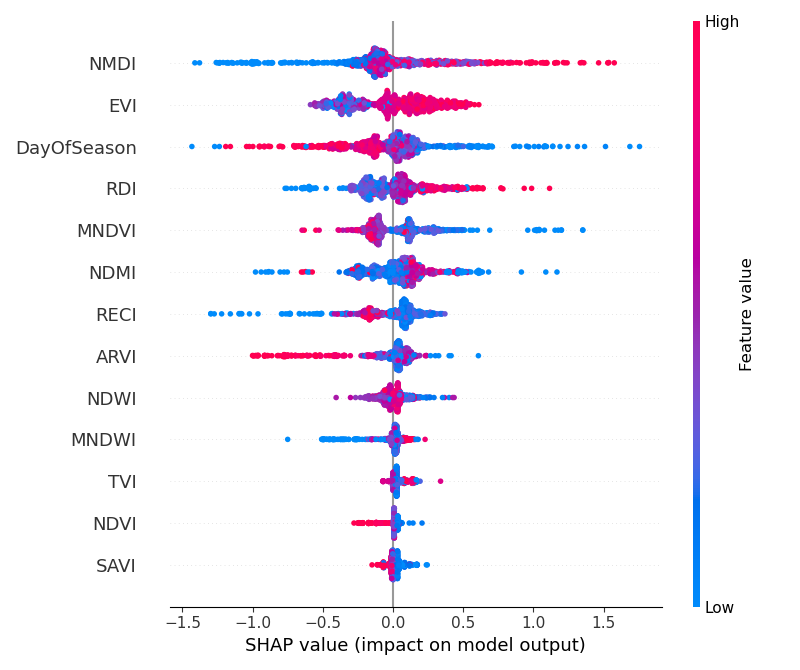 High
NMDI
EVI
DayOfSeason
RDI
MNDVI
NDMI
RECI
ARVI
NDWI
MNDWI
TVI
NDVI
SAVI
Feature value
Low
−1.5 −1.0 −0.5 0.0 0.5 1.0 1.5
SHAP value (impact on model output)